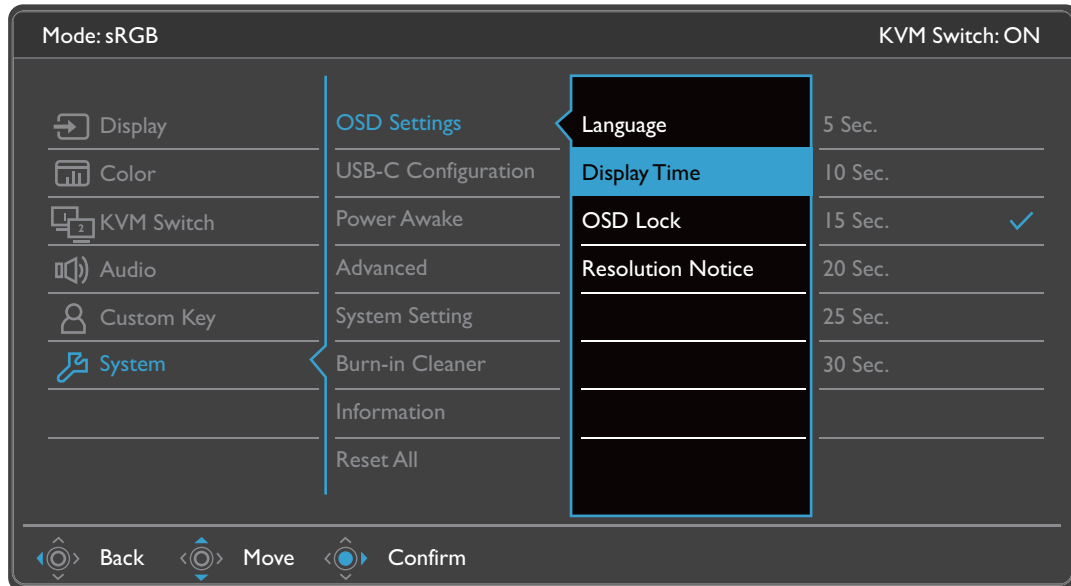 Mode: sRGB
KVM Switch: ON
Display
Color
1 2 KVM Switch
Audio
Custom Key
System
OSD Settings
USB-C Configuration
Power Awake
Advanced
System Setting
Burn-in Cleaner
Information
Reset All
Language
Display Time
OSD Lock
Resolution Notice
5 Sec.
10 Sec.
15 Sec.
20 Sec.
25 Sec.
30 Sec.
Back Move Confirm